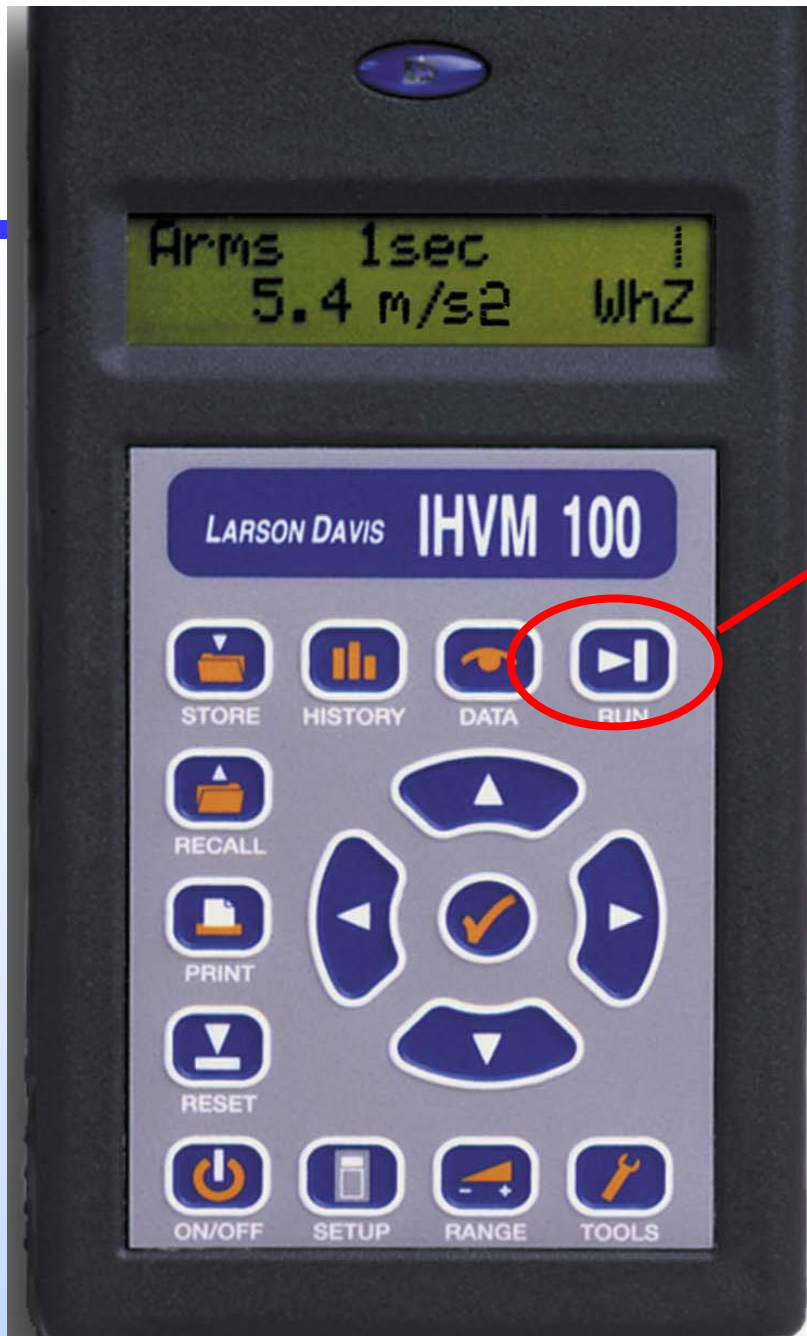 Arms 1sec
5.4 m/s2 WhZ
LARSON DAVIS IHVM 100
STORE HISTORY DATA RUN
RECALL
PRINT
RESET
- +
ON/OFF SETUP RANGE TOOLS